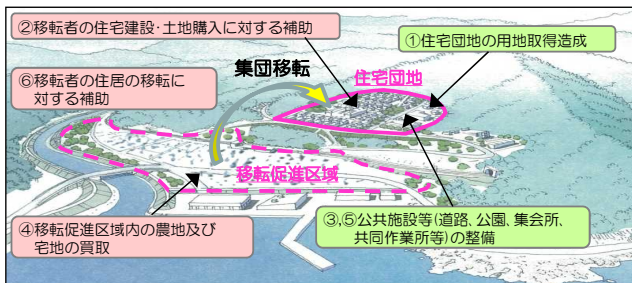 ②移転者の住宅建設･土地購入に対する補助
①住宅団地の用地取得造成
⑥移転者の住居の移転に
対する補助
集団移転
住宅団地
移転促進区域
④移転促進区域内の農地及び
宅地の買取
③,⑤公共施設等(道路、公園、集会所、
共同作業所等)の整備